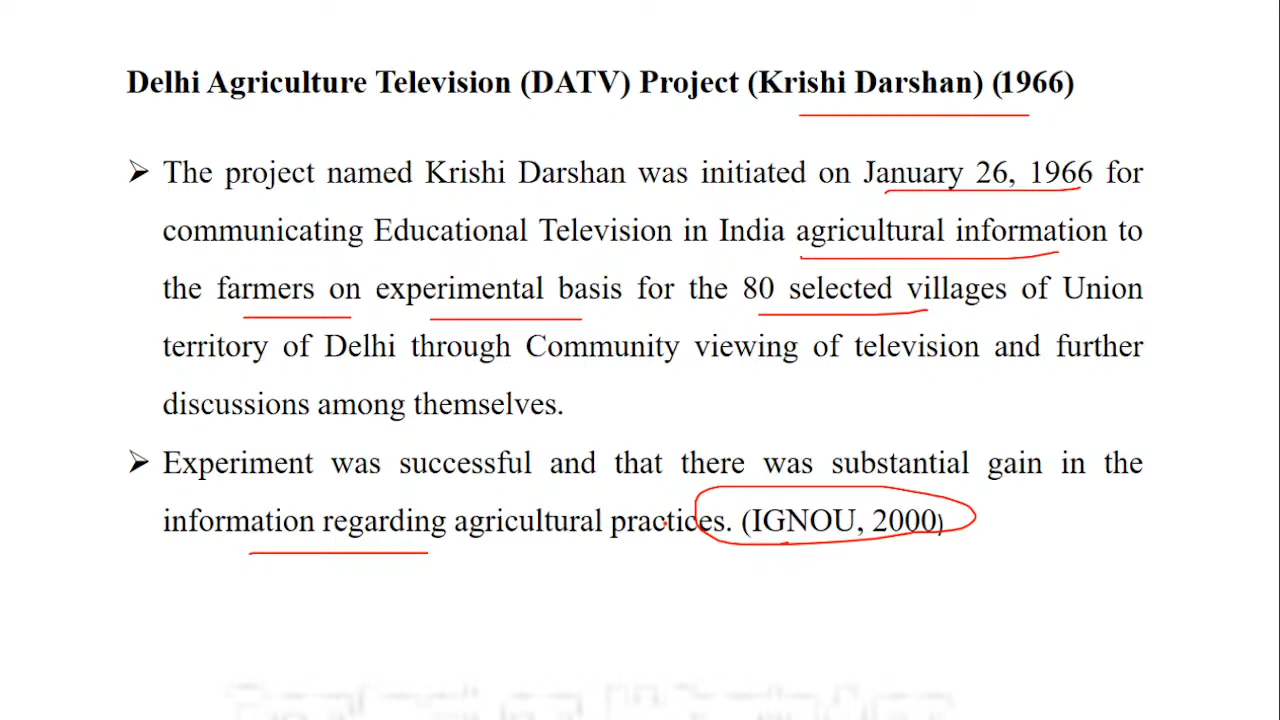 Delhi Agriculture Television (DATV) Project (Krishi Darshan) (1966)
➢ The project named Krishi Darshan was initiated on January 26, 1966 for
communicating Educational Television in India agricultural information to
the farmers on experimental basis for the 80 selected villages of Union
territory of Delhi through Community viewing of television and further
discussions among themselves.
➢ Experiment was successful and that there was substantial gain in the
information regarding agricultural practices. (IGNOU, 2000)